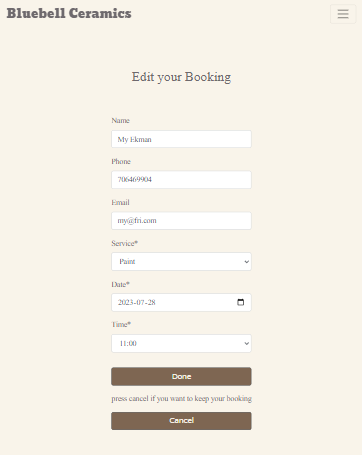 Bluebell Ceramics
Edit your Booking
Name
My Ekman
Phone
706469904
Email
my@fri.com
Service*
Paint
Date*
2023-07-28
Time*
11:00
Done
press cancel if you want to keep your booking
Cancel